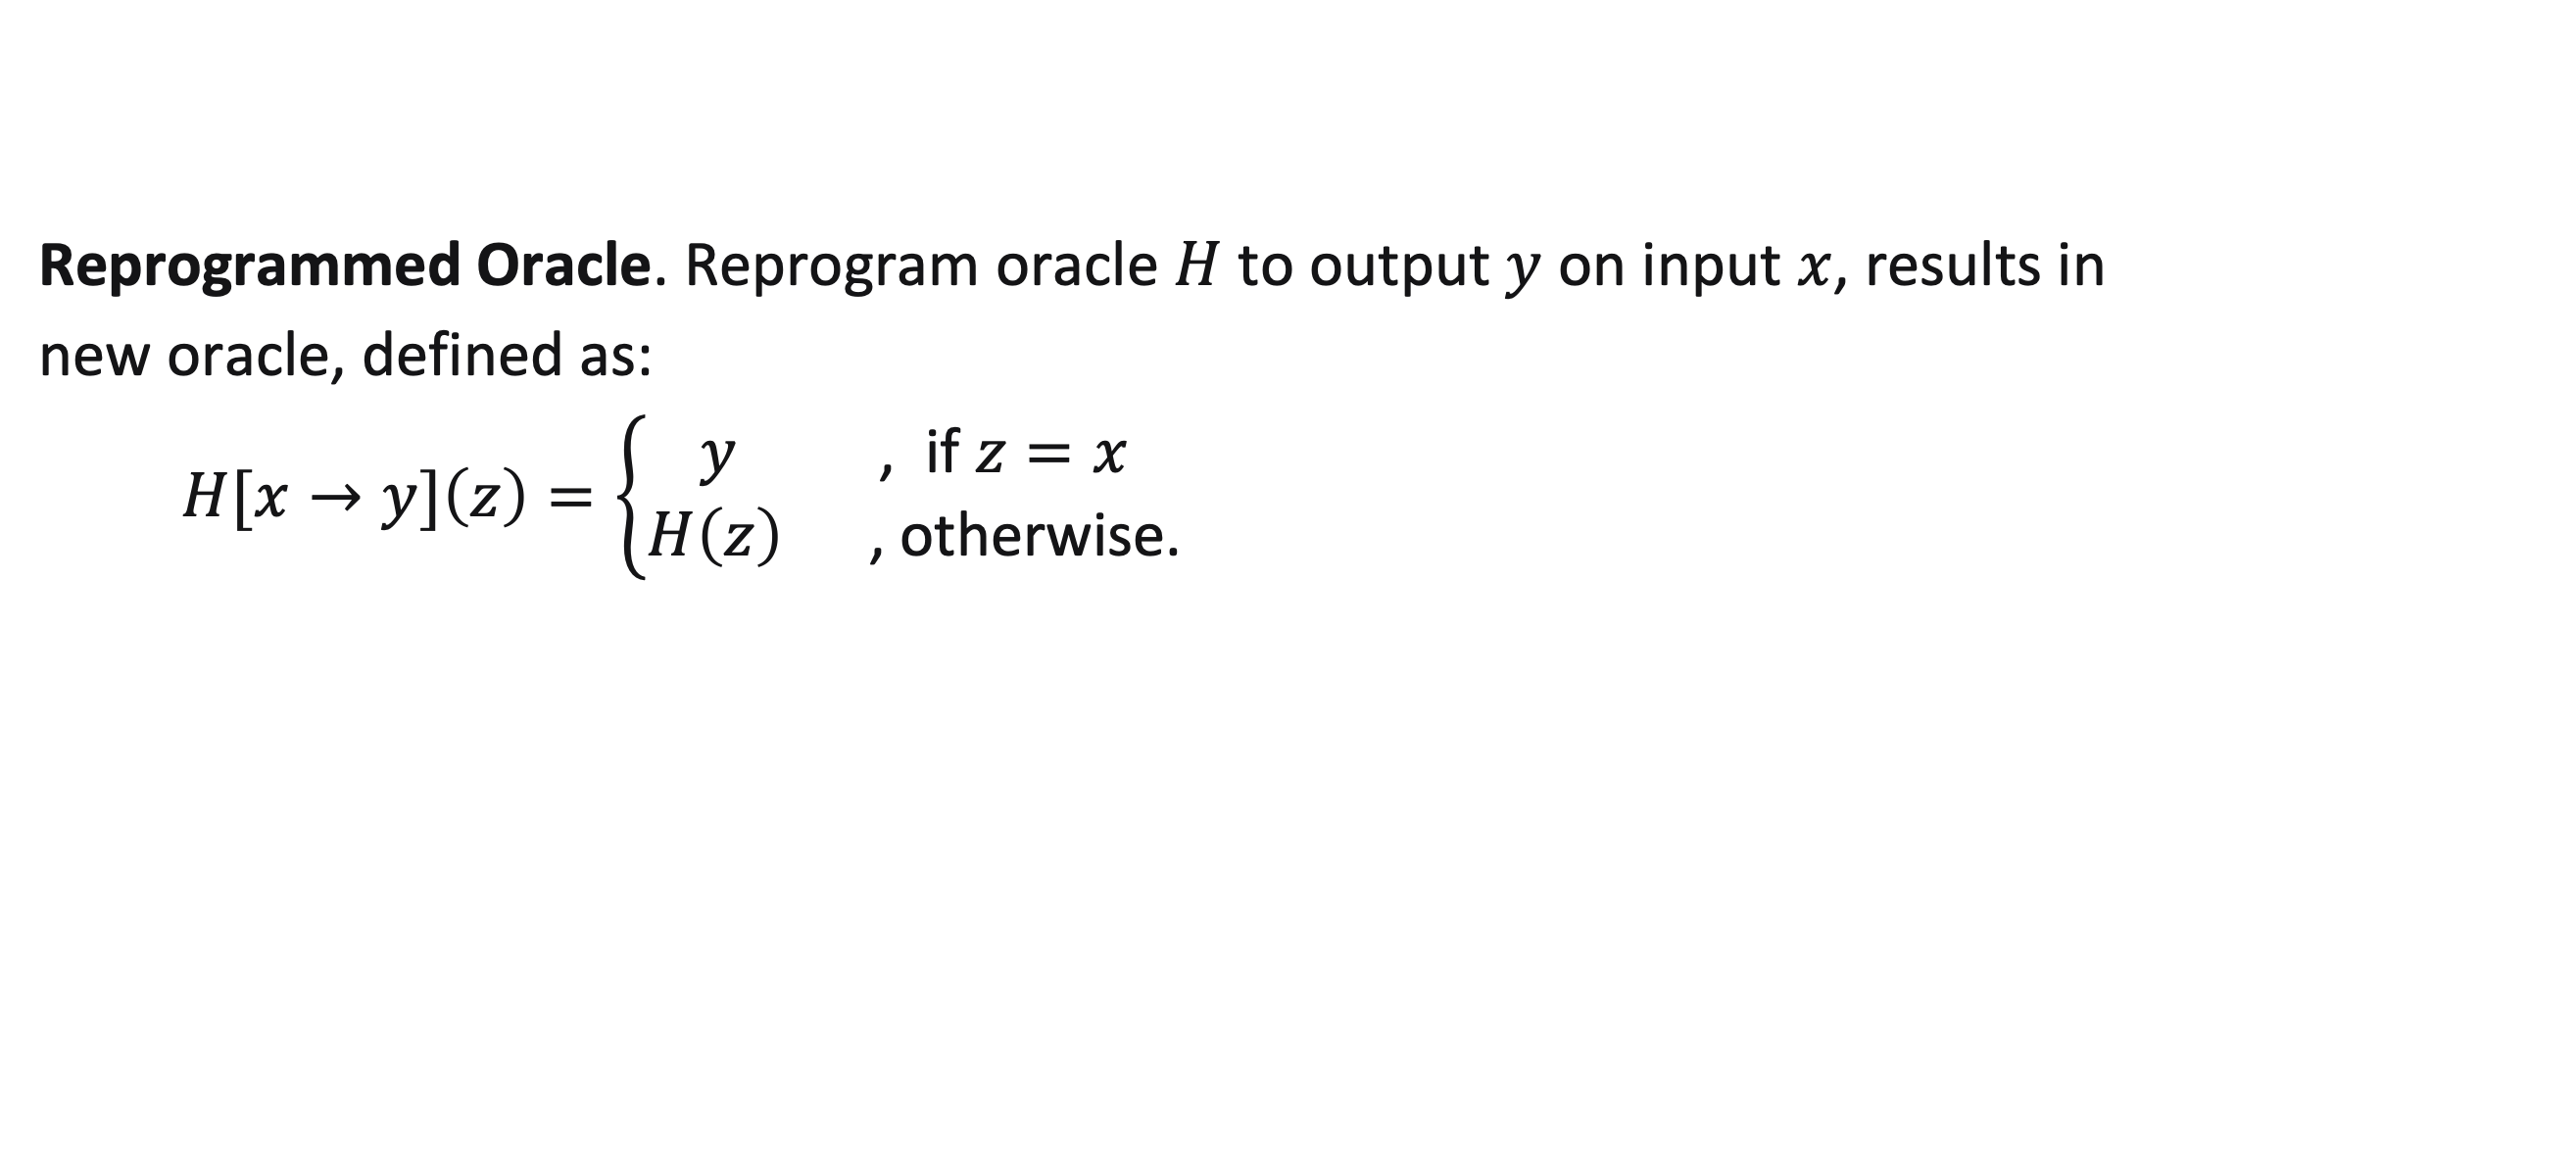 Reprogrammed Oracle. Reprogram oracle H to output y on input x, results in
new oracle, defined as:
H[x → y](z) = { y , if z = x
H(z) , otherwise.